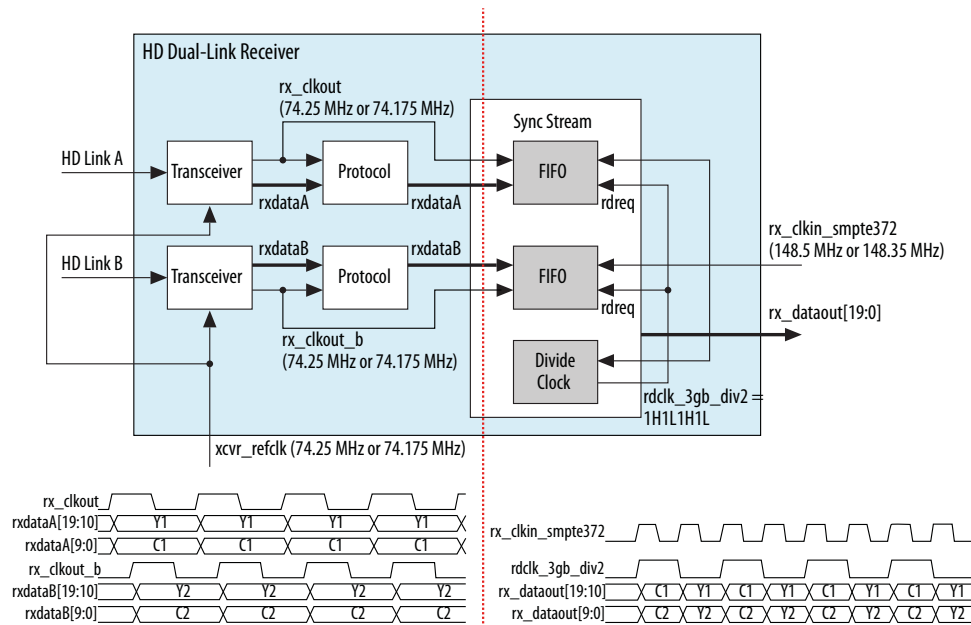 HD Dual-Link Receiver
rx_clkout
(74.25 MHz or 74.175 MHz)
Sync Stream
HD Link A
Transceiver
Protocol
FIFO
rxdataA
rxdataA
rdreq
rx_clkin_smpte372
(148.5 MHz or 148.35 MHz)
HD Link B
rxdataB
rxdataB
Transceiver
Protocol
FIFO
rdreq
rx_dataout[19:0]
rx_clkout_b
(74.25 MHz or 74.175 MHz)
Divide
Clock
rdclk_3gb_div2 =
1H1L1H1L
xcvr_refclk (74.25 MHz or 74.175 MHz)
rx_clkout
rxdataA[19:10] Y1 Y1 Y1 Y1
rxdataA[9:0] C1 C1 C1 C1
rx_clkout_b
rxdataB[19:10] Y2 Y2 Y2 Y2
rxdataB[9:0] C2 C2 C2 C2
rx_clkin_smpte372
rdclk_3gb_div2
rx_dataout[19:10] C1 Y1 C1 Y1 C1 Y1 C1 Y1
rx_dataout[9:0] C2 Y2 C2 Y2 C2 Y2 C2 Y2